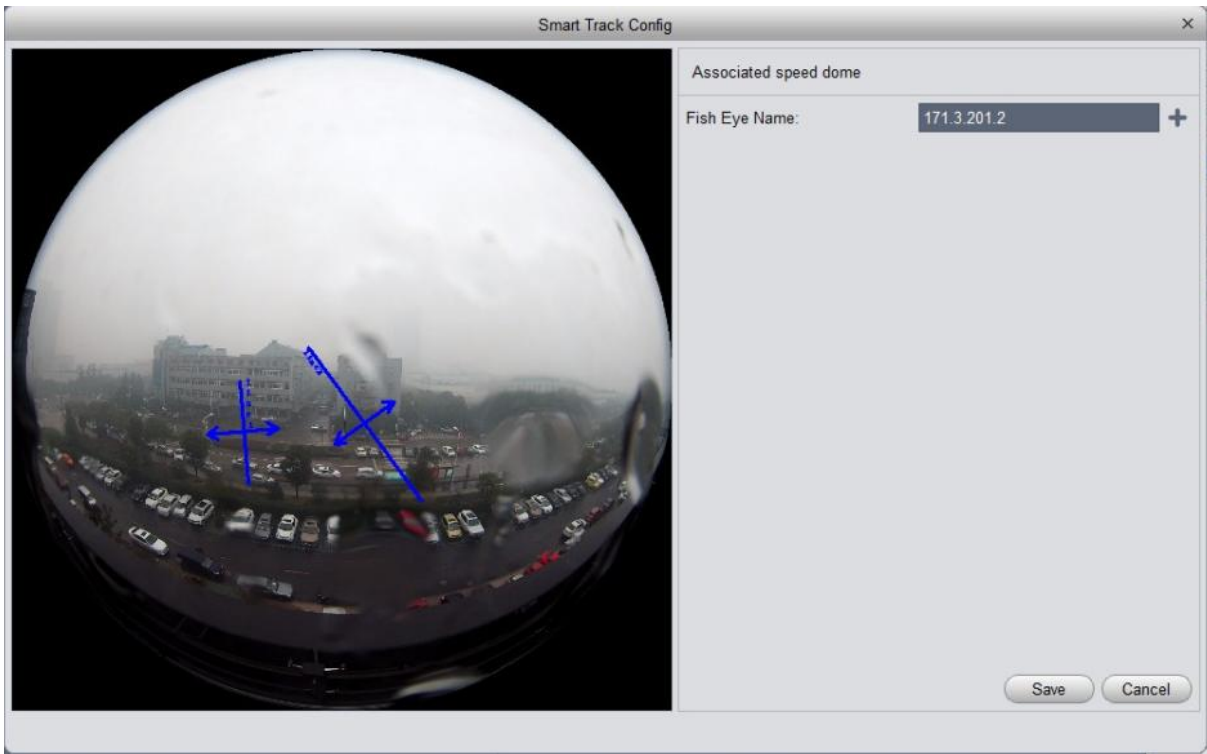 Smart Track Config
Associated speed dome
Fish Eye Name:
171.3.201.2
Save
Cancel